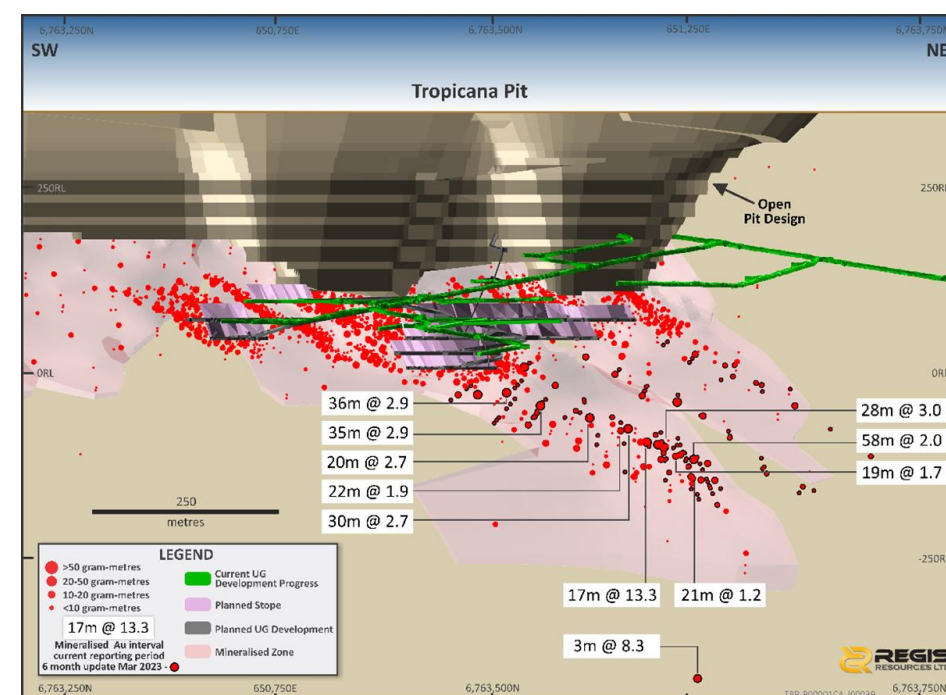 6,763,250N 650,750E 6,763,500N 651,250E 6,763,750N
SW NE
Tropicana Pit
250RL 250RL
Open
Pit Design
0RL 0RL
36m @ 2.9
35m @ 2.9
20m @ 2.7
22m @ 1.9
30m @ 2.7
28m @ 3.0
58m @ 2.0
19m @ 1.7
250
metres
-250RL
17m @ 13.3 21m @ 1.2
3m @ 8.3
LEGEND
>50 gram-metres
20-50 gram-metres
10-20 gram-metres
<10 gram-metres
17m @ 13.3
Mineralised Au interval
current reporting period
6 month update Mar 2023 -
Current UG
Development Progress
Planned Stope
Planned UG Development
Mineralised Zone
REGIS
RESOURCES LTD
6,763,250N 650,750E 6,763,500N 6,763,750N